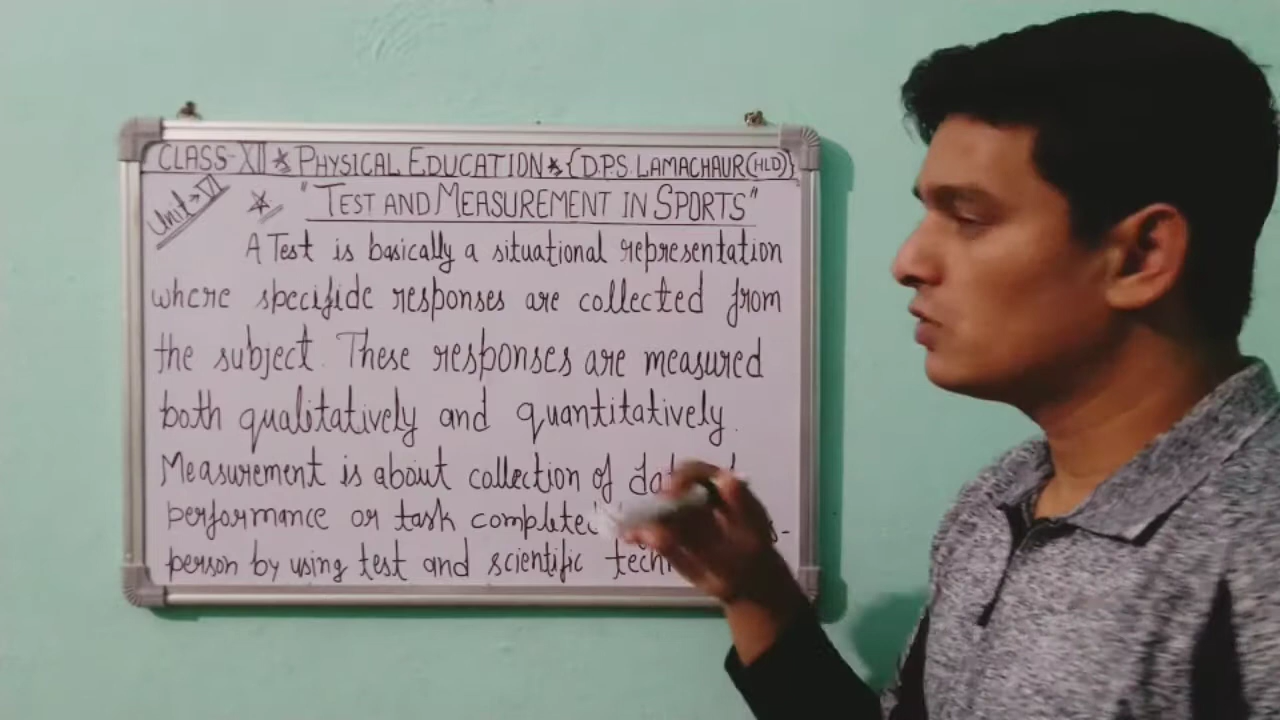 CLASS-XII ★ PHYSICAL EDUCATION ★ {D.P.S. LAMACHAUR(HLD)}
Unit→VI
★ "TEST AND MEASUREMENT IN SPORTS"
A Test is basically a situational representation
where specifide responses are collected from
the subject. These responses are measured
both qualitatively and quantitatively.
Measurement is about collection of
performance or task
person by using test and scientific